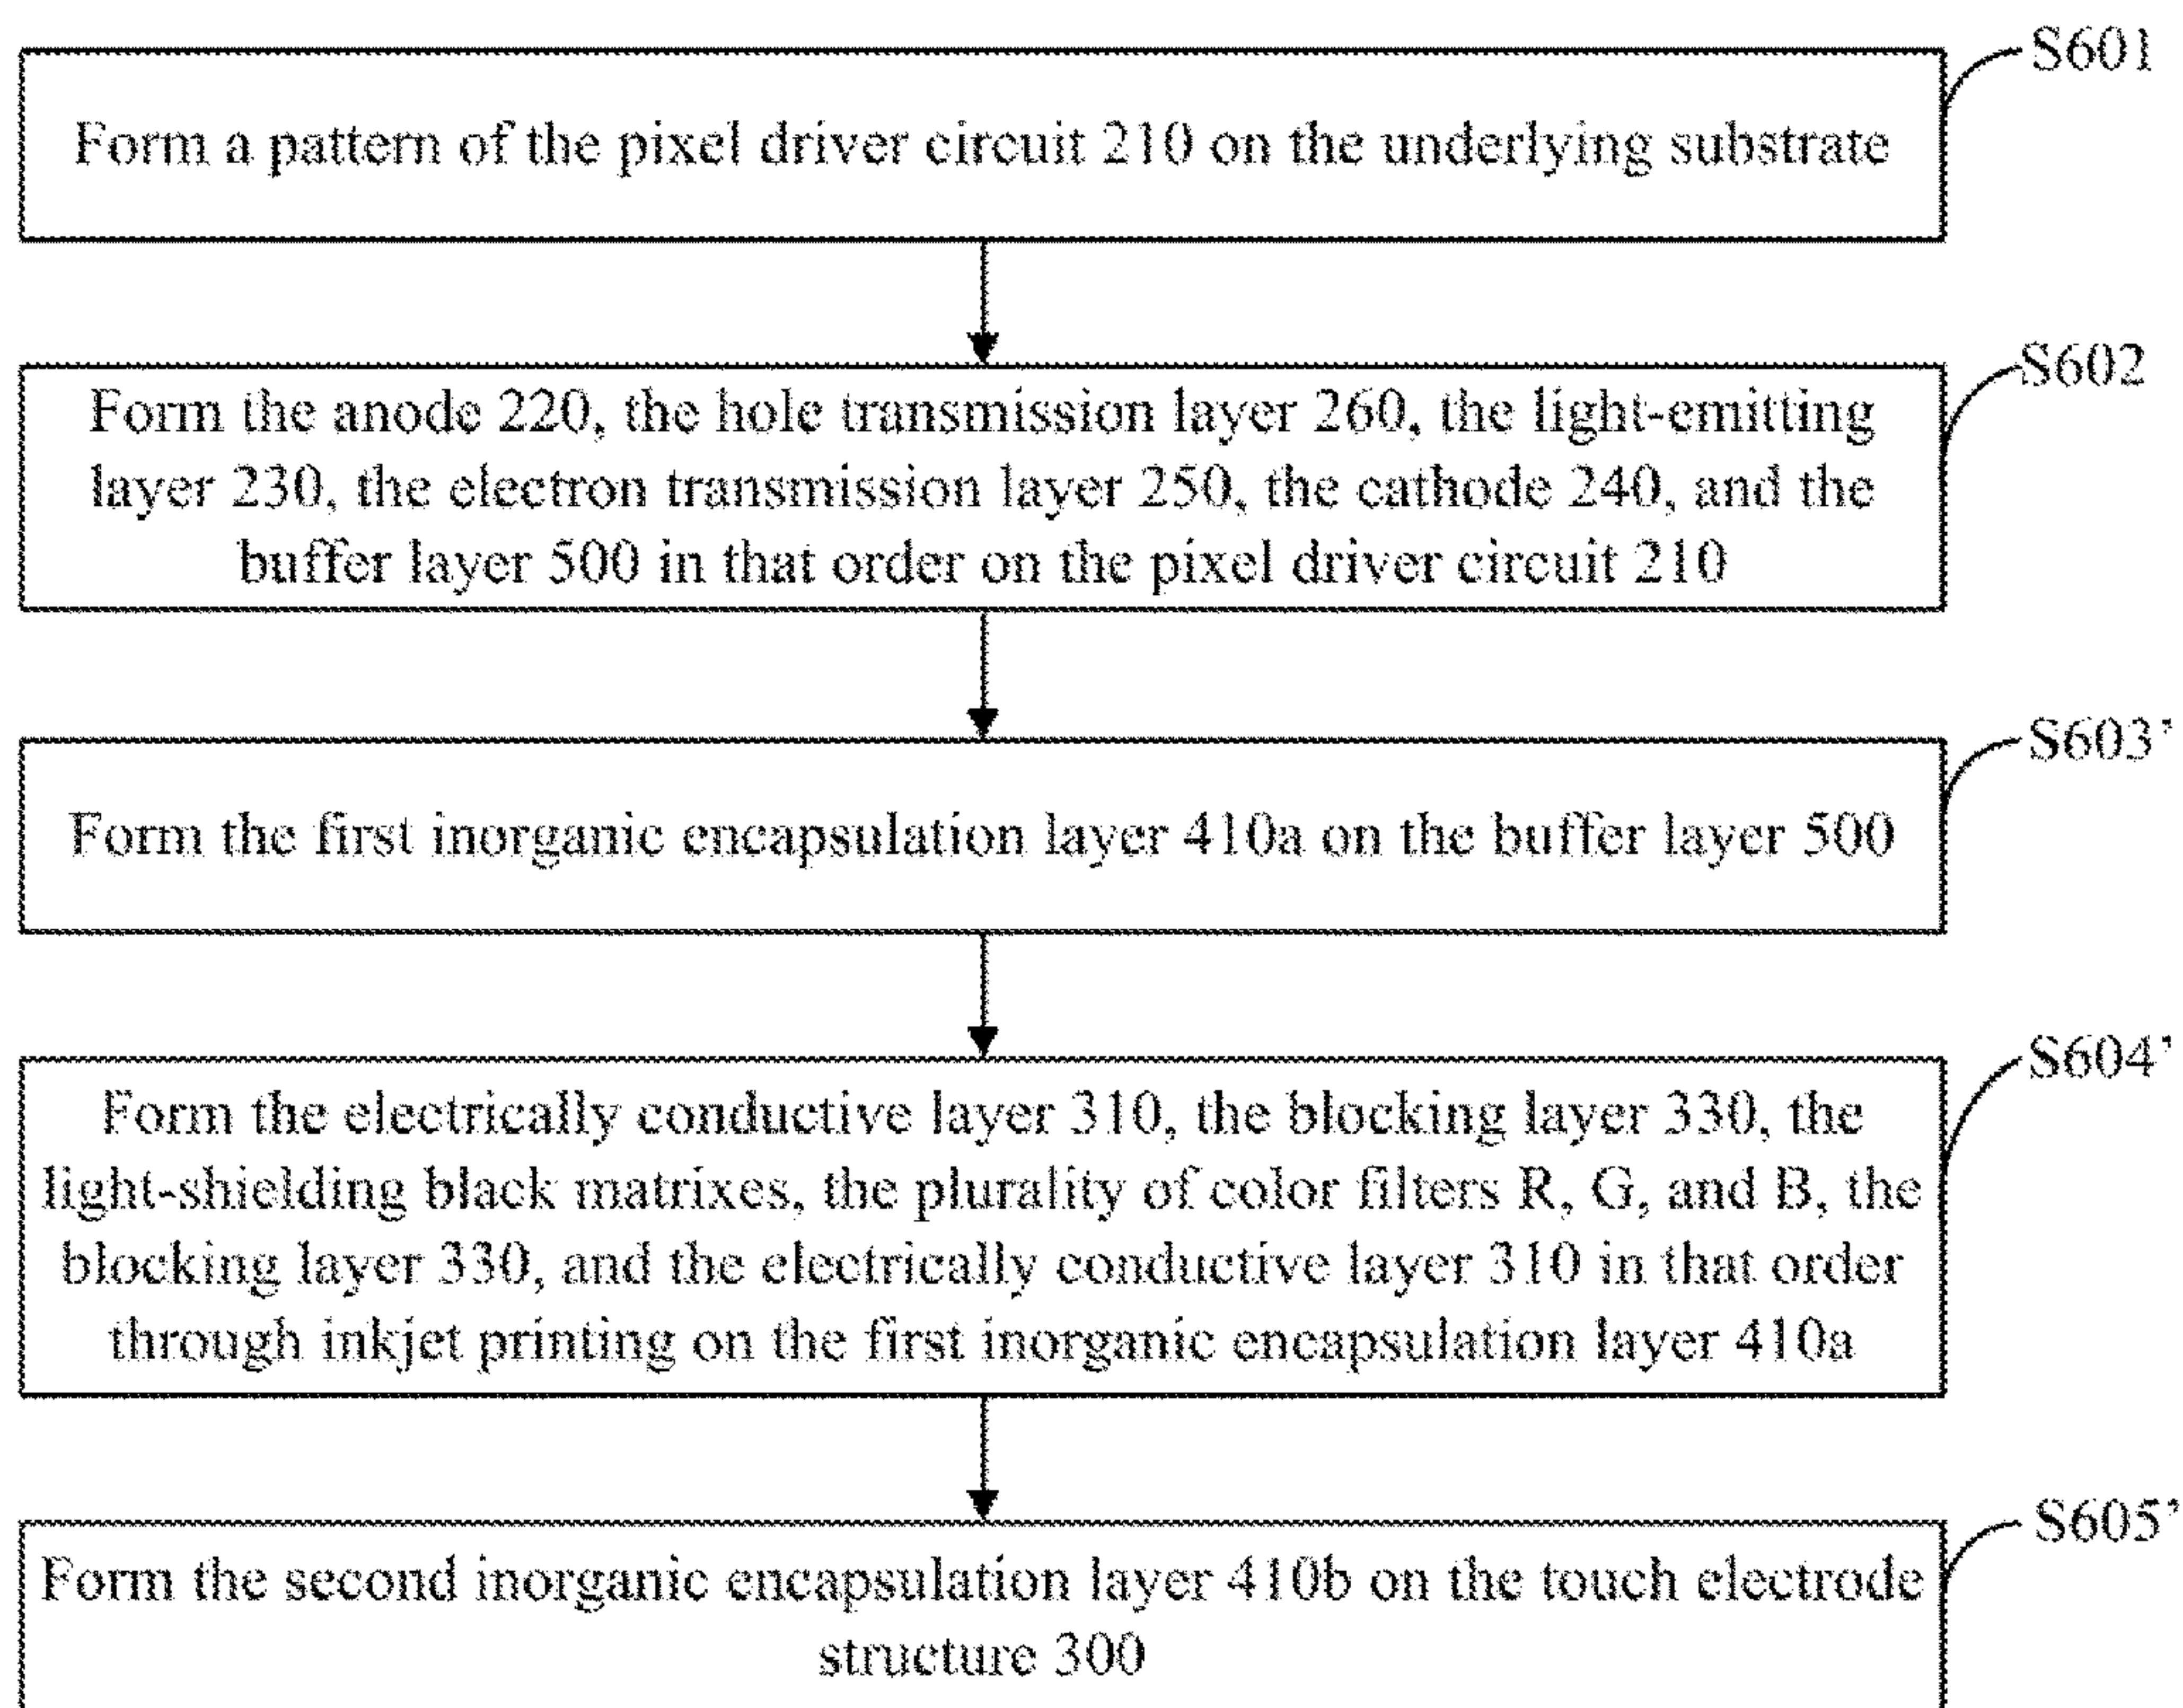 S601
Form a pattern of the pixel driver circuit 210 on the underlying substrate
S602
Form the anode 220, the hole transmission layer 260, the light-emitting
layer 230, the electron transmission layer 250, the cathode 240, and the
buffer layer 500 in that order on the pixel driver circuit 210
S603'
Form the first inorganic encapsulation layer 410a on the buffer layer 500
S604'
Form the electrically conductive layer 310, the blocking layer 330, the
light-shielding black matrixes, the plurality of color filters R, G, and B, the
blocking layer 330, and the electrically conductive layer 310 in that order
through inkjet printing on the first inorganic encapsulation layer 410a
S605'
Form the second inorganic encapsulation layer 410b on the touch electrode
structure 300